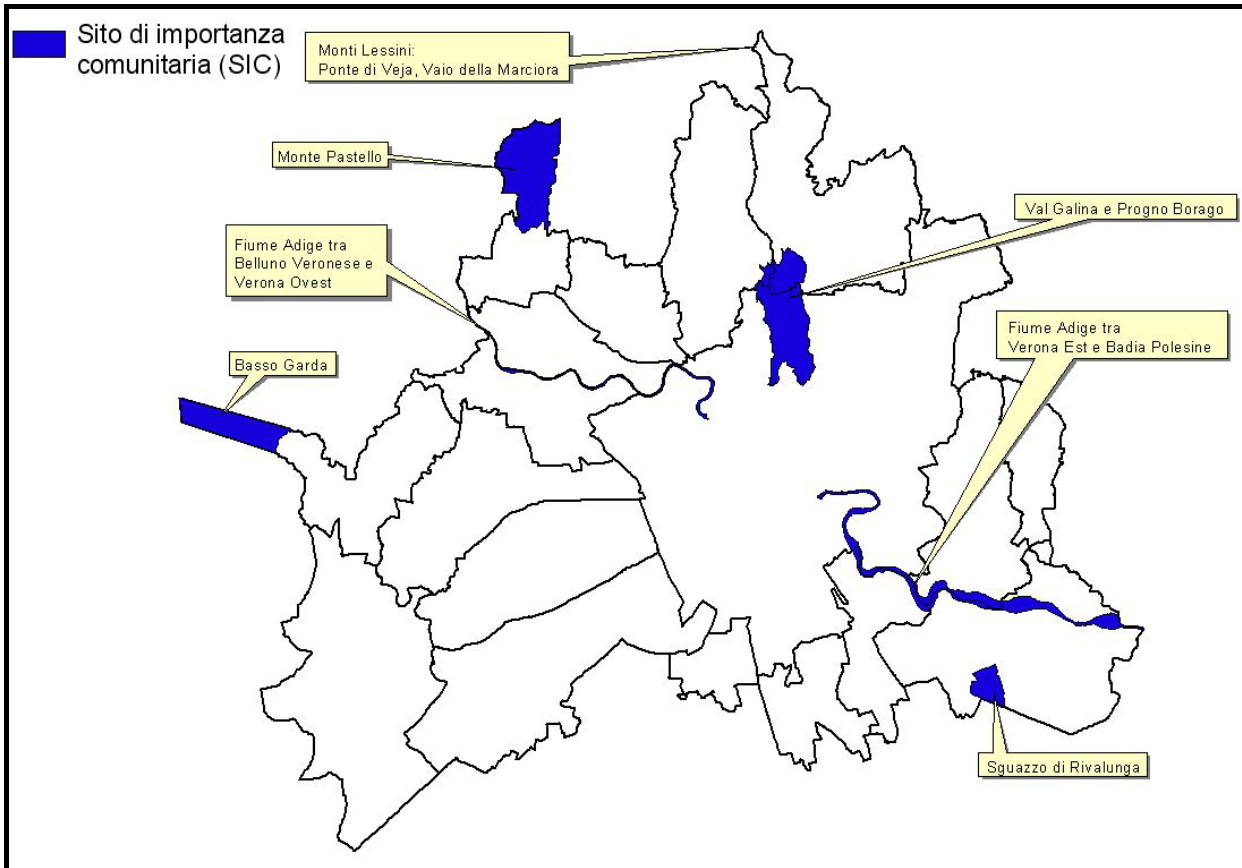 Sito di importanza
comunitaria (SIC)
Monti Lessini:
Ponte di Veja, Vaio della Marciora
Monte Pastello
Val Galina e Progno Borago
Fiume Adige tra
Belluno Veronese e
Verona Ovest
Fiume Adige tra
Verona Est e Badia Polesine
Basso Garda
Sguazzo di Rivalunga